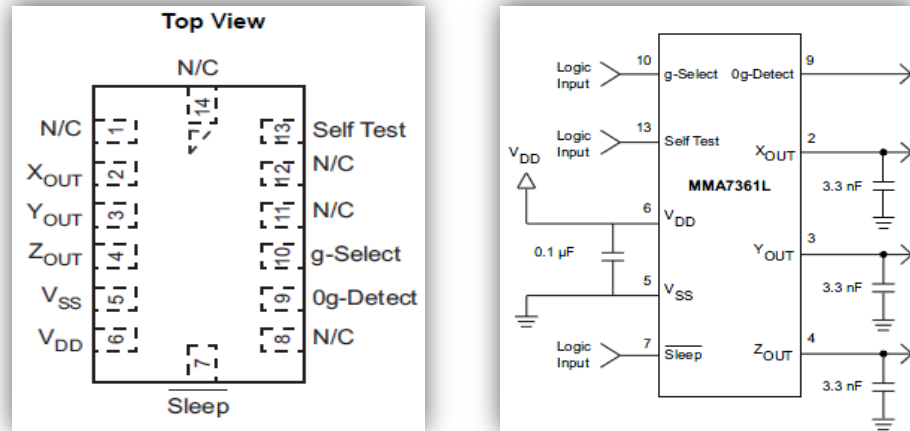 Top View
N/C
14
N/C 1 13 Self Test
XOUT 2 12 N/C
YOUT 3 11 N/C
ZOUT 4 10 g-Select
VSS 5 9 0g-Detect
VDD 6 8 N/C
7
Sleep
Logic Input 10 g-Select 0g-Detect 9
Logic Input 13 Self Test
XOUT 2
3.3 nF
VDD
MMA7361L
6 VDD
0.1 µF
YOUT 3
3.3 nF
5 VSS
Logic Input 7 Sleep
ZOUT 4
3.3 nF